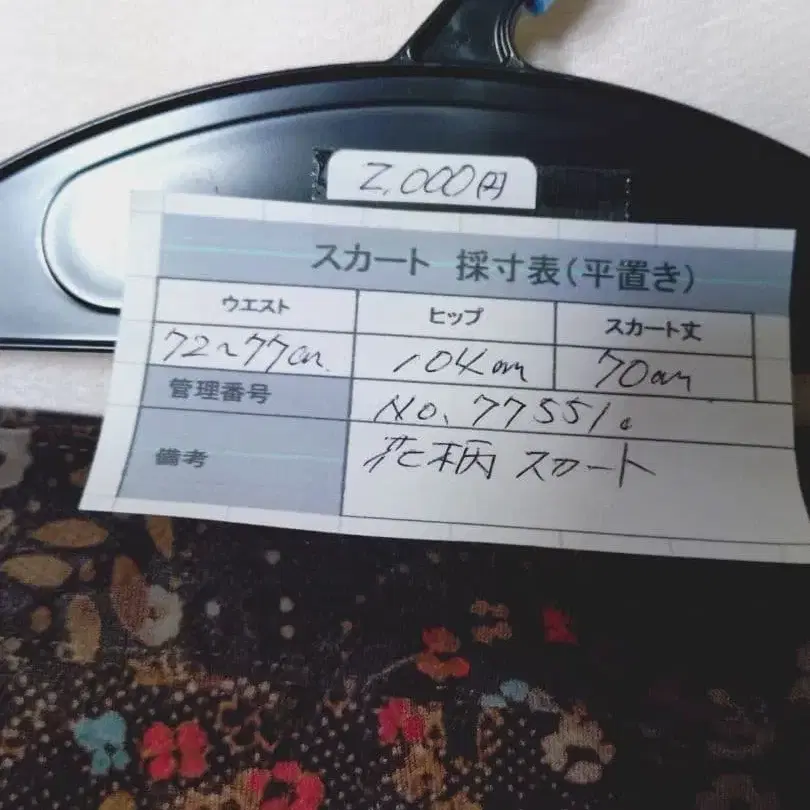 2,000円
スカート 採寸表(平置き)
ウエスト ヒップ スカート丈
72~77cm 104cm 70cm
管理番号 No. 77551。
備考 花柄 スカート